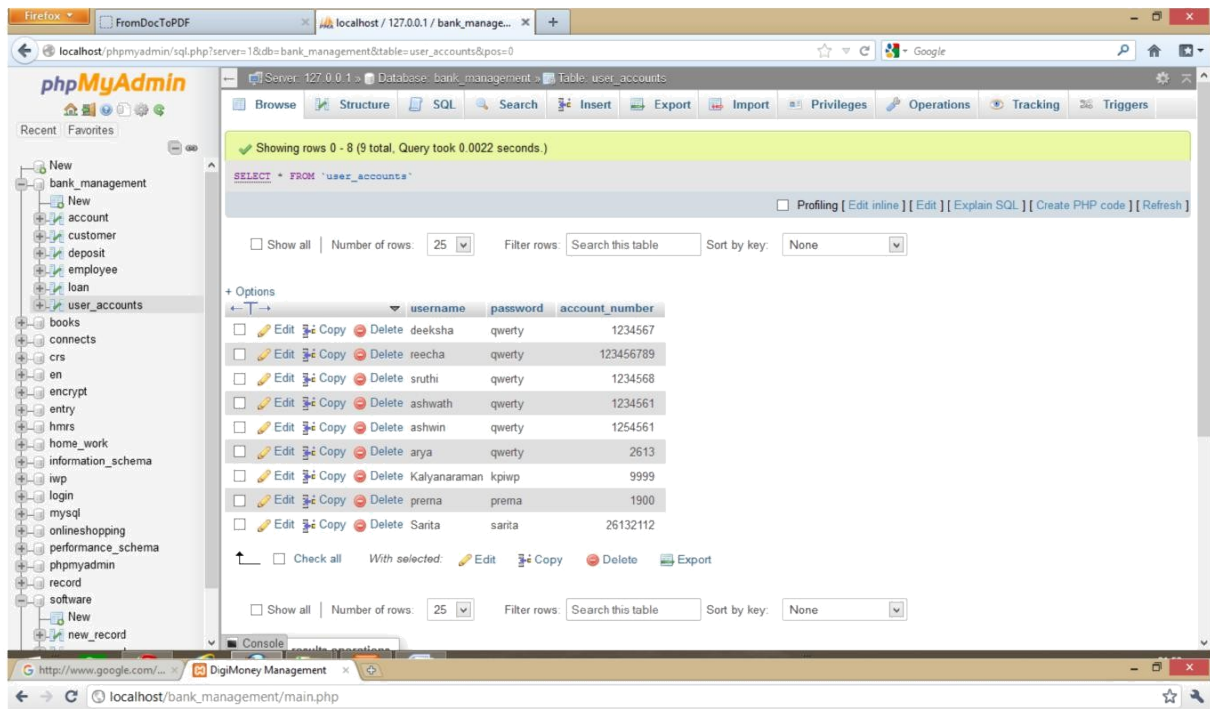 Firefox
FromDocToPDF
localhost / 127.0.0.1 / bank_manage...
localhost/phpmyadmin/sql.php?server=1&db=bank_management&table=user_accounts&pos=0
Google
phpMyAdmin
Recent Favorites
New
bank_management
New
account
customer
deposit
employee
loan
user_accounts
books
connects
crs
en
encrypt
entry
hmrs
home_work
information_schema
iwp
login
mysql
onlineshopping
performance_schema
phpmyadmin
record
software
New
new_record
Server: 127.0.0.1 » Database: bank_management » Table: user_accounts
Browse Structure SQL Search Insert Export Import Privileges Operations Tracking Triggers
Showing rows 0 - 8 (9 total, Query took 0.0022 seconds.)
SELECT * FROM `user_accounts`
Profiling [ Edit inline ] [ Edit ] [ Explain SQL ] [ Create PHP code ] [ Refresh ]
Show all | Number of rows: 25 Filter rows: Search this table Sort by key: None
+ Options
←T→ username password account_number
Edit Copy Delete deeksha qwerty 1234567
Edit Copy Delete reecha qwerty 123456789
Edit Copy Delete sruthi qwerty 1234568
Edit Copy Delete ashwath qwerty 1234561
Edit Copy Delete ashwin qwerty 1254561
Edit Copy Delete arya qwerty 2613
Edit Copy Delete Kalyanaraman kpiwp 9999
Edit Copy Delete prema prema 1900
Edit Copy Delete Sarita sarita 26132112
Check all With selected: Edit Copy Delete Export
Show all | Number of rows: 25 Filter rows: Search this table Sort by key: None
Console
results operations
http://www.google.com/...
DigiMoney Management
localhost/bank_management/main.php